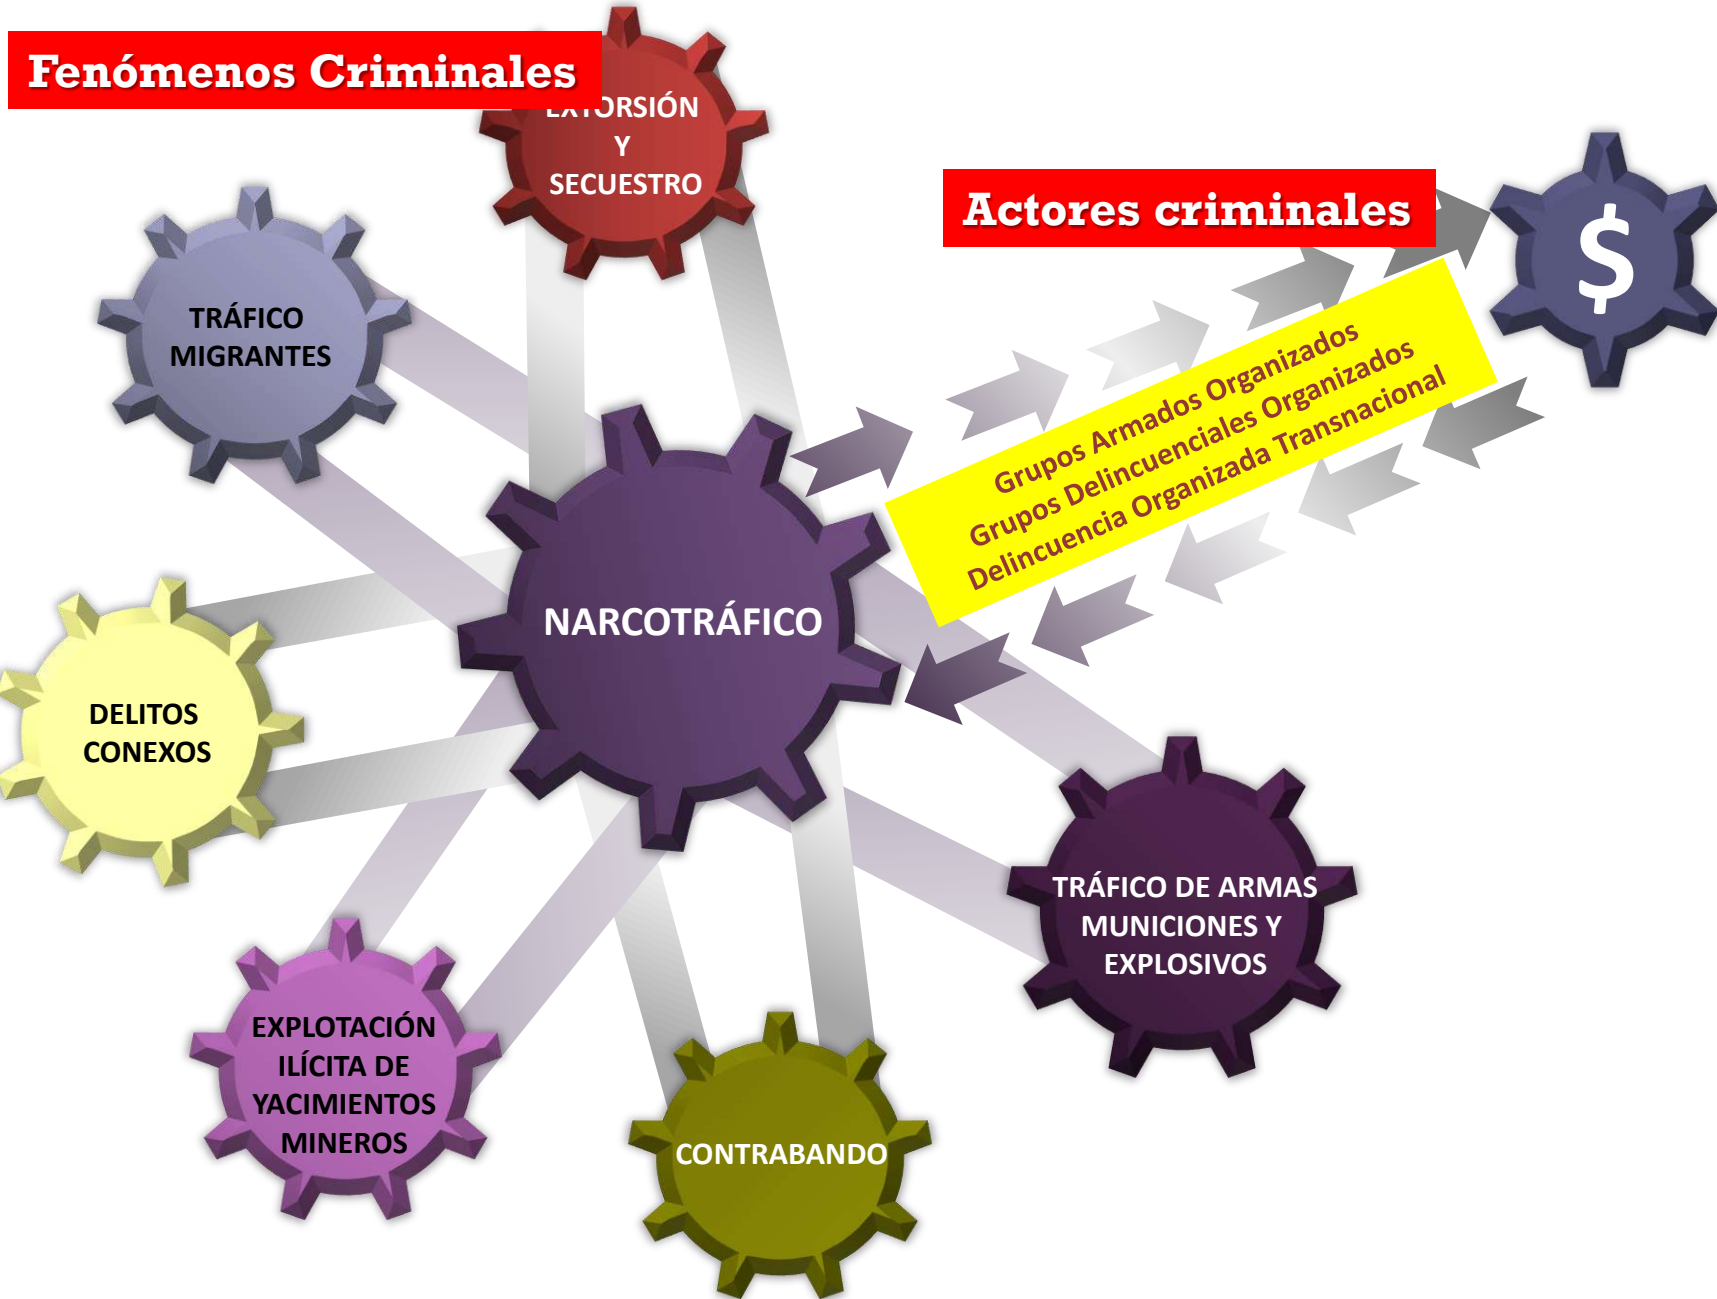 Fenómenos Criminales
EXTORSIÓN
Y
SECUESTRO
Actores criminales
$
TRÁFICO
MIGRANTES
Grupos Armados Organizados
Grupos Delincuenciales Organizados
Delincuencia Organizada Transnacional
NARCOTRÁFICO
DELITOS
CONEXOS
TRÁFICO DE ARMAS
MUNICIONES Y
EXPLOSIVOS
EXPLOTACIÓN
ILÍCITA DE
YACIMIENTOS
MINEROS
CONTRABANDO